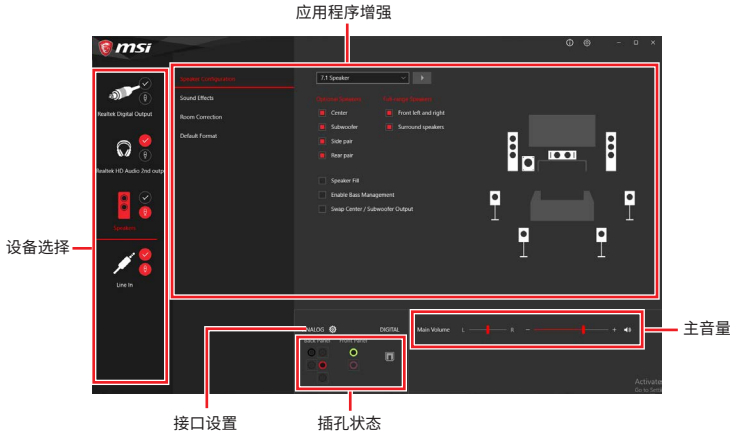 应用程序增强
msi
Speaker Configuration
Sound Effects
Room Correction
Default Format
7.1 Speaker
Optional Speakers
Full-range Speakers
Center
Front left and right
Subwoofer
Surround speakers
Side pair
Rear pair
Speaker Fill
Enable Bass Management
Swap Center / Subwoofer Output
Realtek Digital Output
Realtek HD Audio 2nd outp
Speakers
Line In
设备选择
ANALOG
DIGITAL
Back Panel
Front Panel
Main Volume
L
R
主音量
Activate
Go to Sett
接口设置
插孔状态